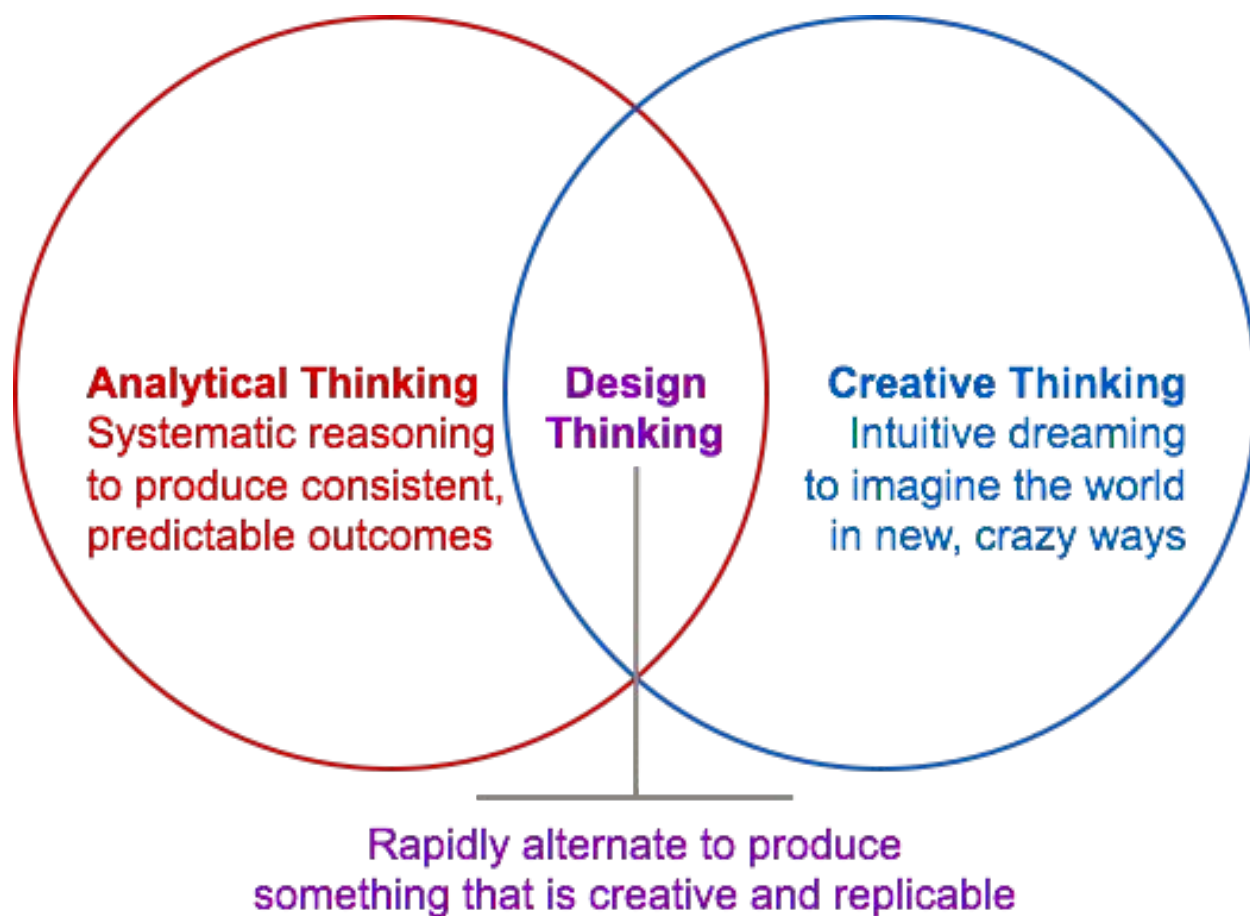 Analytical Thinking
Systematic reasoning
to produce consistent,
predictable outcomes
Design
Thinking
Creative Thinking
Intuitive dreaming
to imagine the world
in new, crazy ways
Rapidly alternate to produce
something that is creative and replicable